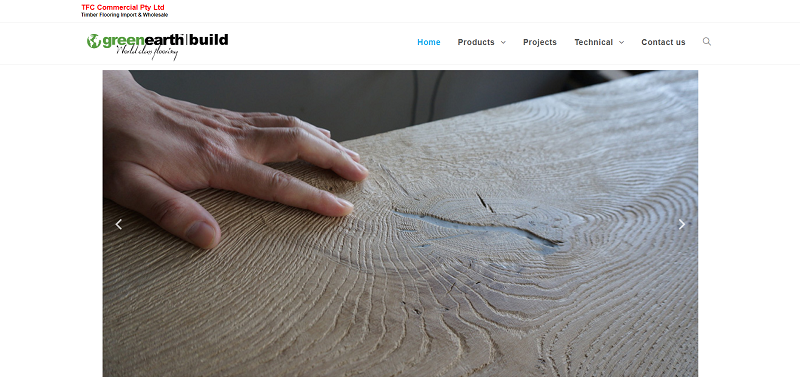 TFC Commercial Pty Ltd
Timber Flooring Import & Wholesale
greenearth|build
World class flooring
Home Products Projects Technical Contact us